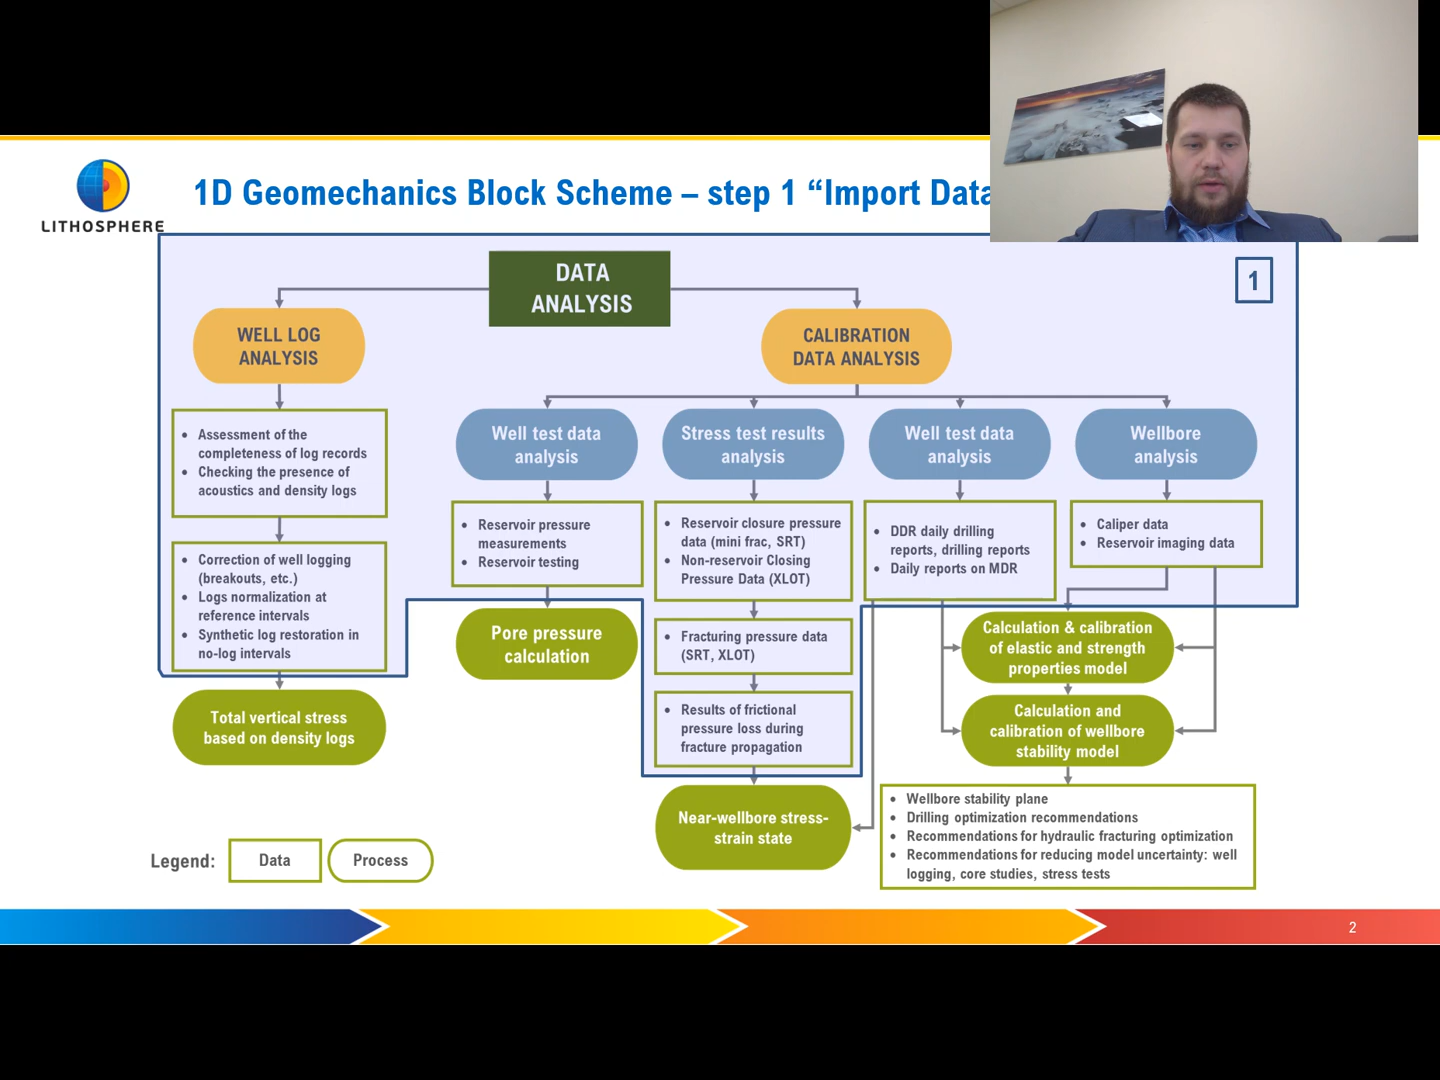 1D Geomechanics Block Scheme – step 1 “Import Data
LITHOSPHERE
1
DATA
ANALYSIS
WELL LOG
ANALYSIS
CALIBRATION
DATA ANALYSIS
Well test data
analysis
Stress test results
analysis
Well test data
analysis
Wellbore
analysis
• Assessment of the
completeness of log records
• Checking the presence of
acoustics and density logs
• Correction of well logging
(breakouts, etc.)
• Logs normalization at
reference intervals
• Synthetic log restoration in
no-log intervals
Total vertical stress
based on density logs
• Reservoir pressure
measurements
• Reservoir testing
Pore pressure
calculation
• Reservoir closure pressure
data (mini frac, SRT)
• Non-reservoir Closing
Pressure Data (XLOT)
• Fracturing pressure data
(SRT, XLOT)
• Results of frictional
pressure loss during
fracture propagation
Near-wellbore stress-
strain state
• DDR daily drilling
reports, drilling reports
• Daily reports on MDR
• Caliper data
• Reservoir imaging data
Calculation & calibration
of elastic and strength
properties model
Calculation and
calibration of wellbore
stability model
• Wellbore stability plane
• Drilling optimization recommendations
• Recommendations for hydraulic fracturing optimization
• Recommendations for reducing model uncertainty: well
logging, core studies, stress tests
Legend:
Data
Process
2